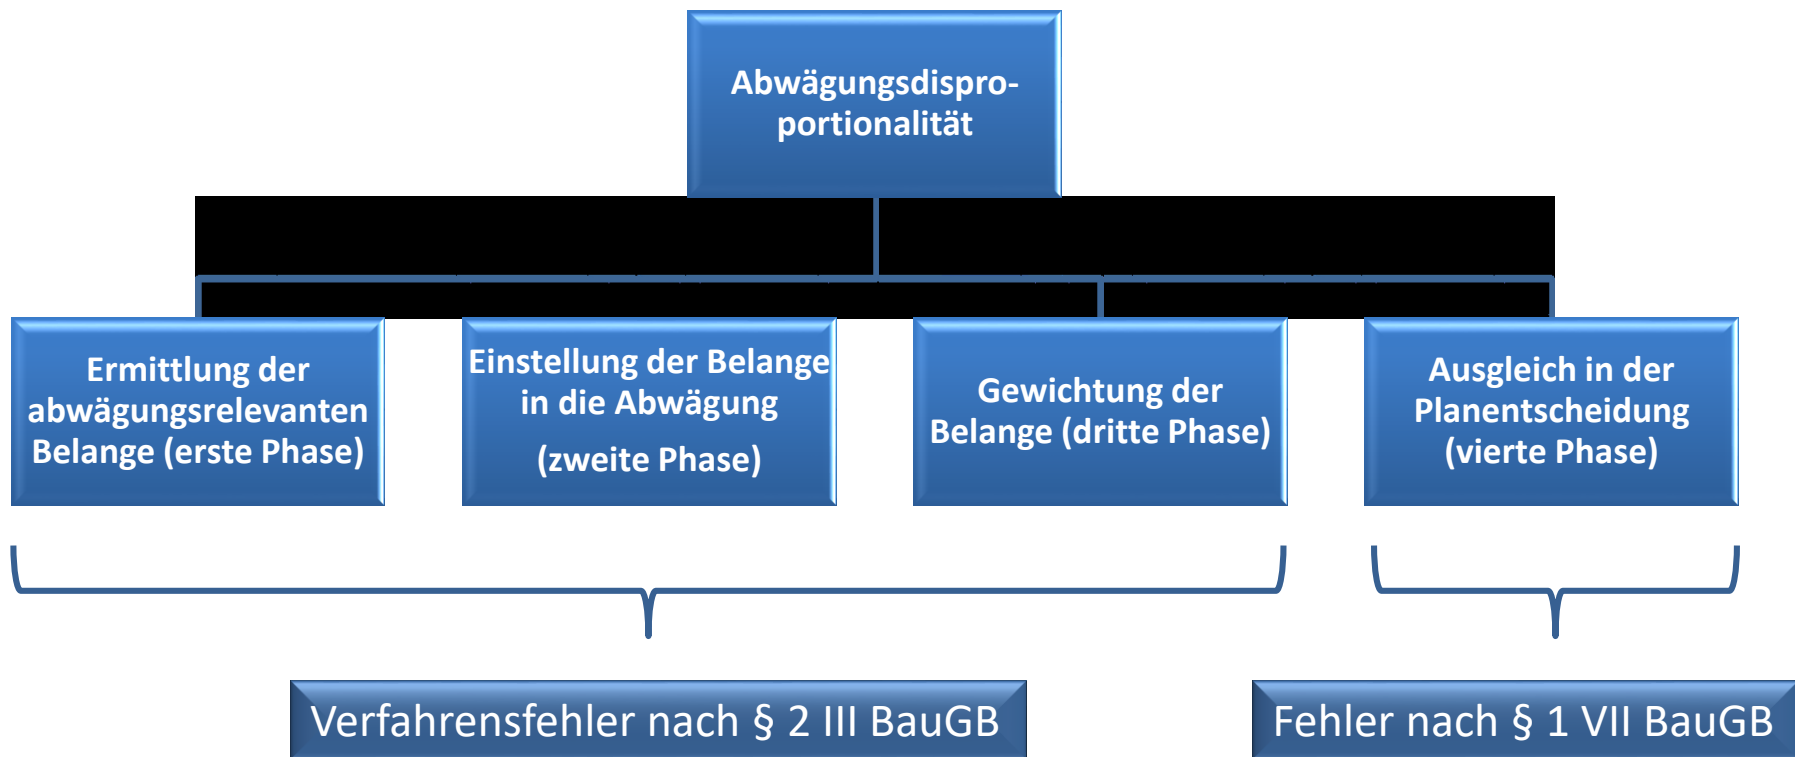 Abwägungsdispro-
portionalität
Ermittlung der
abwägungsrelevanten
Belange (erste Phase)
Einstellung der Belange
in die Abwägung
(zweite Phase)
Gewichtung der
Belange (dritte Phase)
Ausgleich in der
Planentscheidung
(vierte Phase)
Verfahrensfehler nach § 2 III BauGB
Fehler nach § 1 VII BauGB